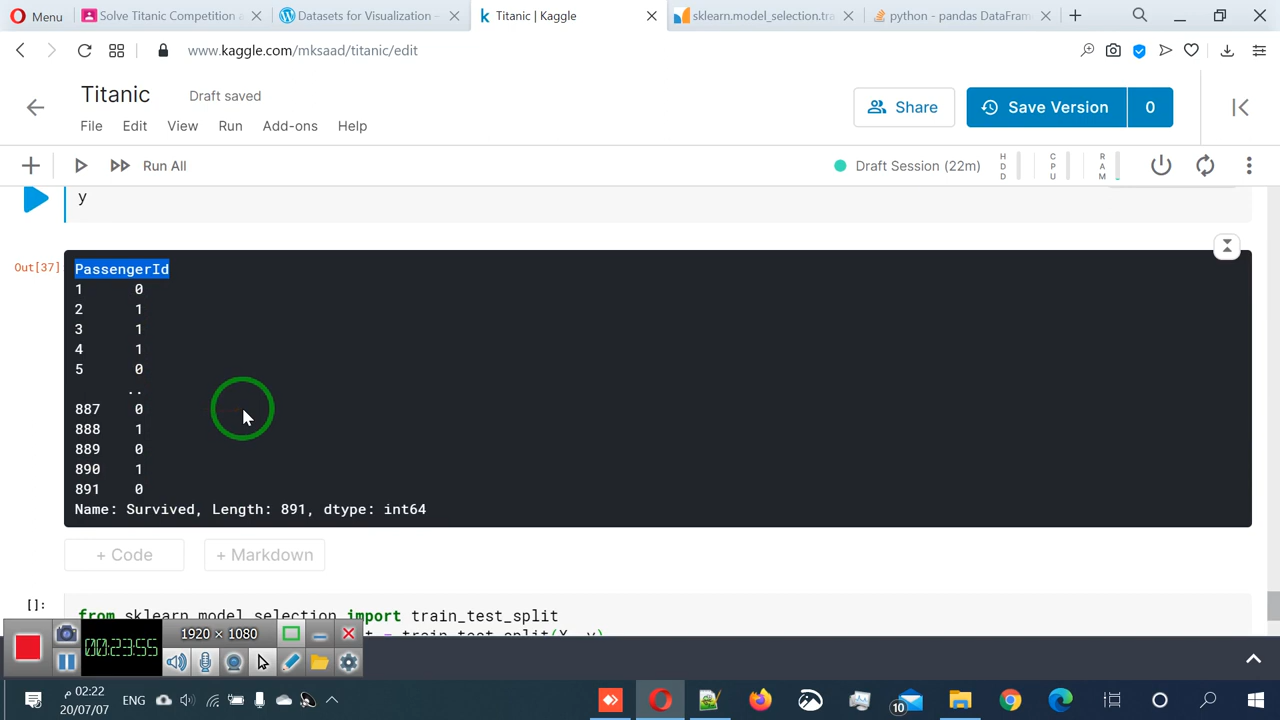 Menu
Solve Titanic Competition
Datasets for Visualization –
Titanic | Kaggle
sklearn.model_selection.tra
python - pandas DataFram
www.kaggle.com/mksaad/titanic/edit
Titanic
Draft saved
Share
Save Version
0
File Edit View Run Add-ons Help
Run All
Draft Session (22m)
HDD
CPU
RAM
y
Out[37]
PassengerId
1 0
2 1
3 1
4 1
5 0
..
887 0
888 1
889 0
890 1
891 0
Name: Survived, Length: 891, dtype: int64
+ Code
+ Markdown
[]:
from sklearn.model_selection import train_test_split
= train_test_split(X, y)
1920 × 1080
00:23:55
02:22 م
20/07/07
ENG
10